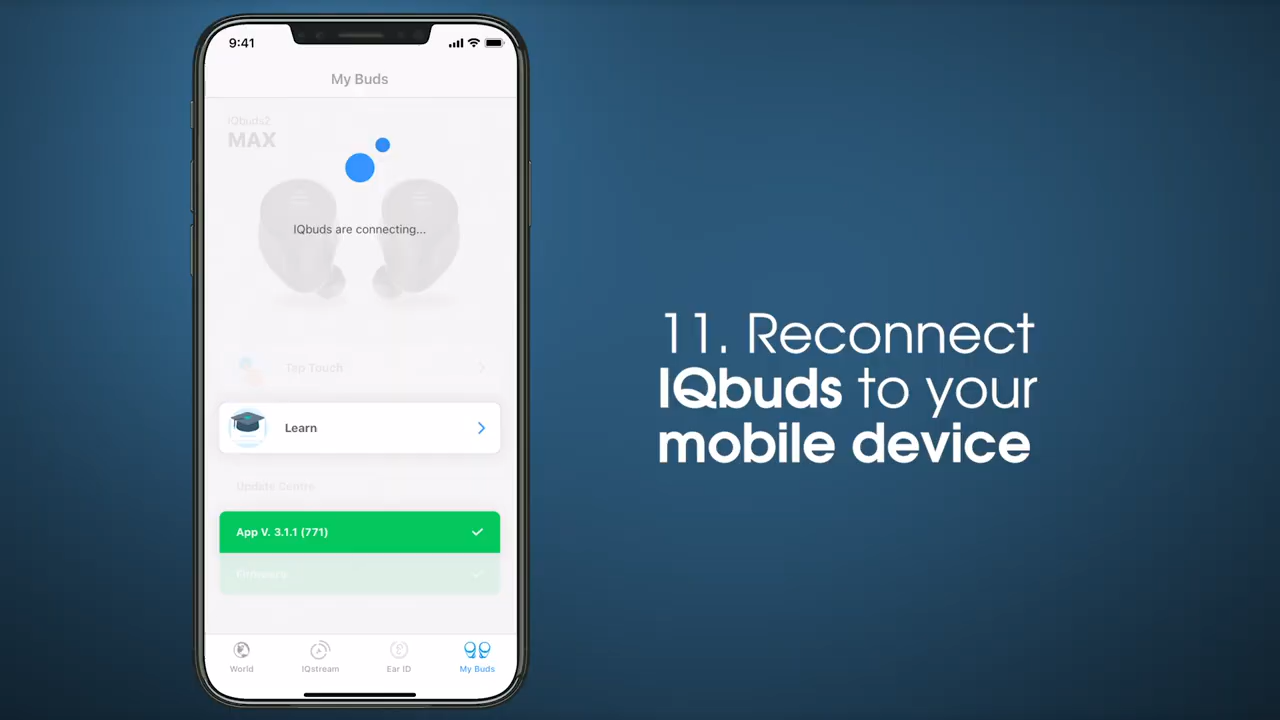 9:41
My Buds
IQbuds2
MAX
IQbuds are connecting...
Tap Touch
Learn
Update Centre
App V. 3.1.1 (771)
Firmware
World
IQstream
Ear ID
My Buds
11. Reconnect
IQbuds to your
mobile device